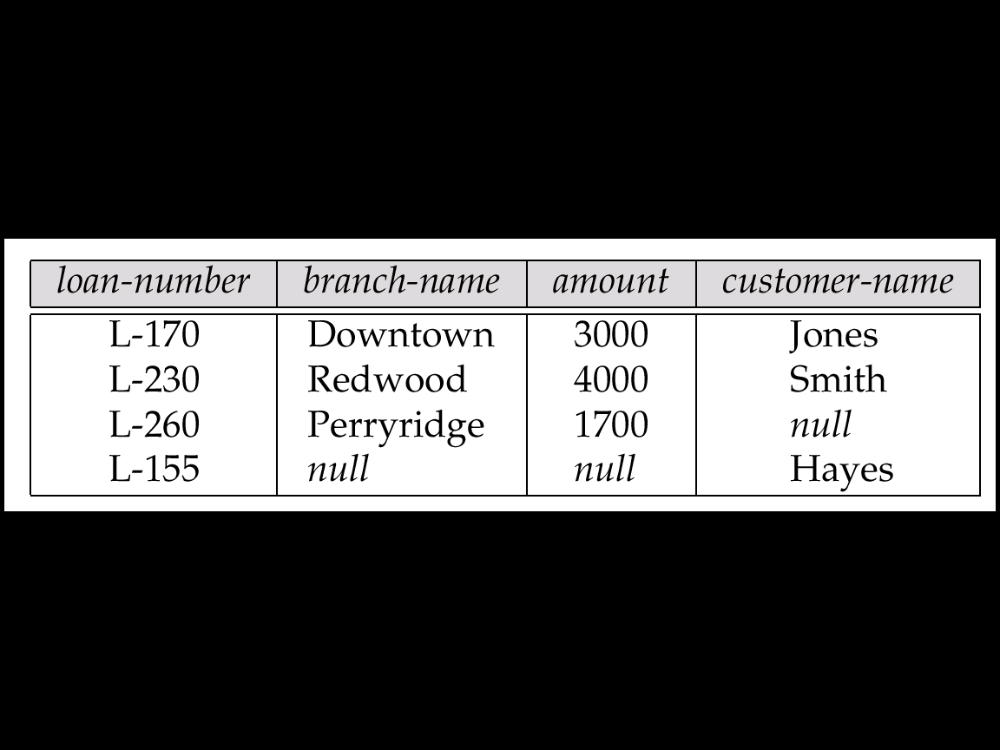 loan-number branch-name amount customer-name
L-170 Downtown 3000 Jones
L-230 Redwood 4000 Smith
L-260 Perryridge 1700 null
L-155 null null Hayes